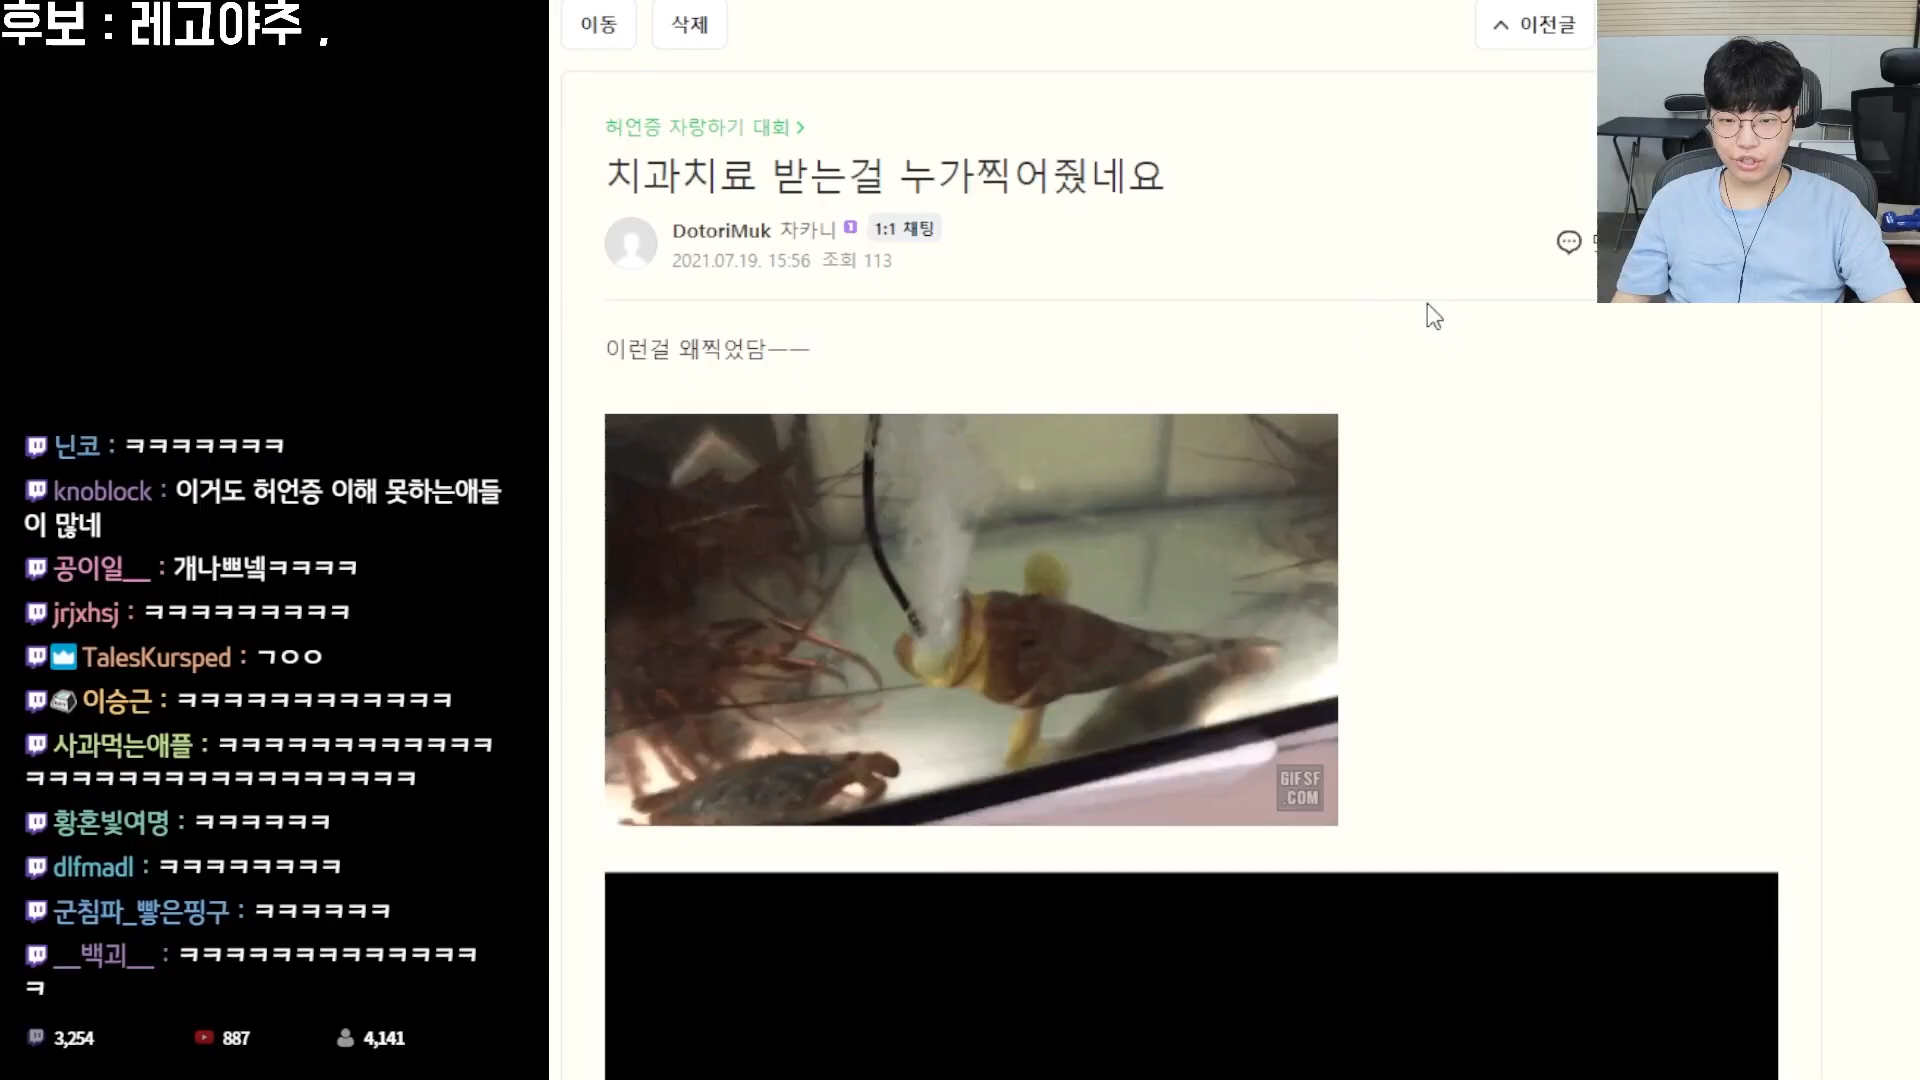 후보 : 레고야추 .
이동
삭제
이전글
허언증 자랑하기 대회 >
치과치료 받는걸 누가찍어줬네요
DotoriMuk 차카니 1:1 채팅
2021.07.19. 15:56 조회 113
이런걸 왜찍었담ㅡㅡ
GIFSF
.COM
닌코 : ㅋㅋㅋㅋㅋㅋㅋ
knoblock : 이거도 허언증 이해 못하는애들
이 많네
공이일__ : 개나쁘넼ㅋㅋㅋㅋ
jrjxhsj : ㅋㅋㅋㅋㅋㅋㅋㅋㅋ
TalesKursped : ㄱㅇㅇ
이승근 : ㅋㅋㅋㅋㅋㅋㅋㅋㅋㅋㅋㅋ
사과먹는애플 : ㅋㅋㅋㅋㅋㅋㅋㅋㅋㅋㅋㅋ
ㅋㅋㅋㅋㅋㅋㅋㅋㅋㅋㅋㅋㅋㅋㅋㅋㅋ
황혼빛여명 : ㅋㅋㅋㅋㅋㅋ
dlfmadl : ㅋㅋㅋㅋㅋㅋㅋㅋ
군침파_빻은핑구 : ㅋㅋㅋㅋㅋㅋ
__백괴__ : ㅋㅋㅋㅋㅋㅋㅋㅋㅋㅋㅋㅋㅋ
ㅋ
3,254
887
4,141